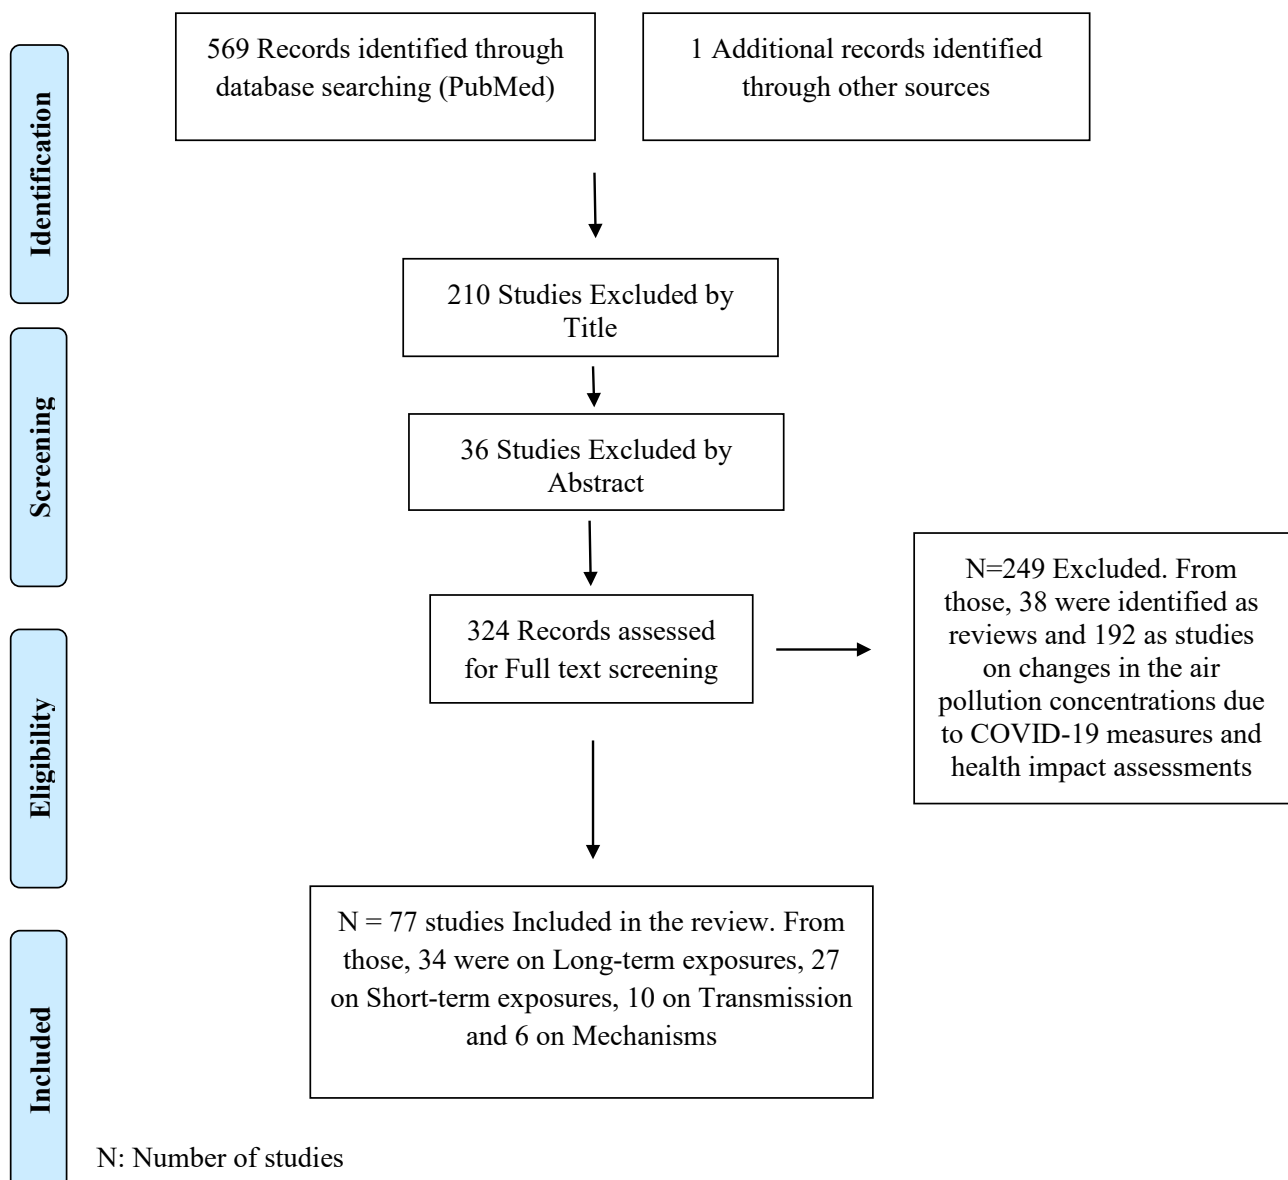 569 Records identified through
database searching (PubMed)
1 Additional records identified
through other sources
Identification
210 Studies Excluded by
Title
Screening
36 Studies Excluded by
Abstract
324 Records assessed
for Full text screening
N=249 Excluded. From
those, 38 were identified as
reviews and 192 as studies
on changes in the air
pollution concentrations due
to COVID-19 measures and
health impact assessments
Eligibility
N = 77 studies Included in the review. From
those, 34 were on Long-term exposures, 27
on Short-term exposures, 10 on Transmission
and 6 on Mechanisms
Included
N: Number of studies